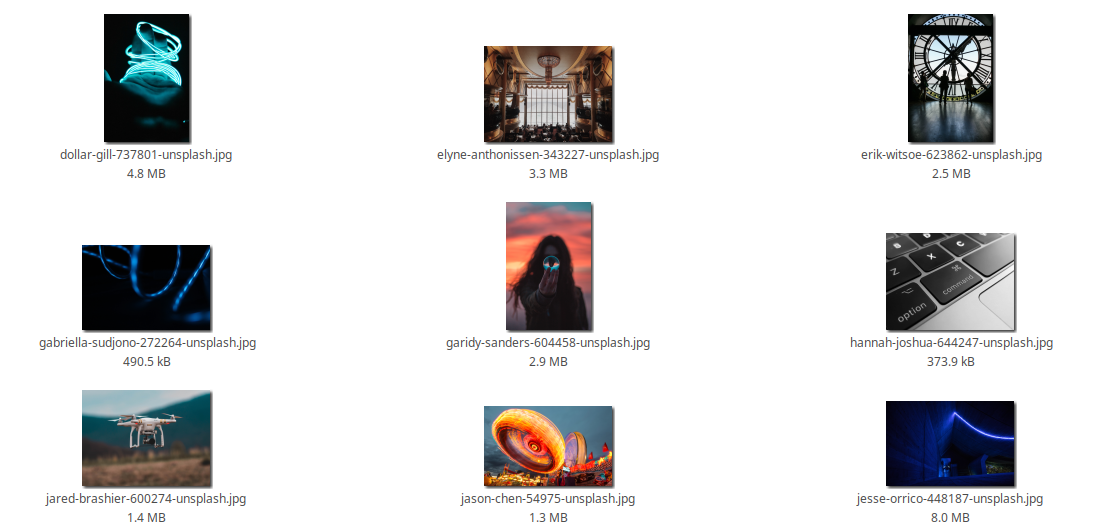 dollar-gill-737801-unsplash.jpg
4.8 MB
elyne-anthonissen-343227-unsplash.jpg
3.3 MB
erik-witsoe-623862-unsplash.jpg
2.5 MB
gabriella-sudjono-272264-unsplash.jpg
490.5 kB
garidy-sanders-604458-unsplash.jpg
2.9 MB
Z
X
option
command
hannah-joshua-644247-unsplash.jpg
373.9 kB
jared-brashier-600274-unsplash.jpg
1.4 MB
jason-chen-54975-unsplash.jpg
1.3 MB
jesse-orrico-448187-unsplash.jpg
8.0 MB